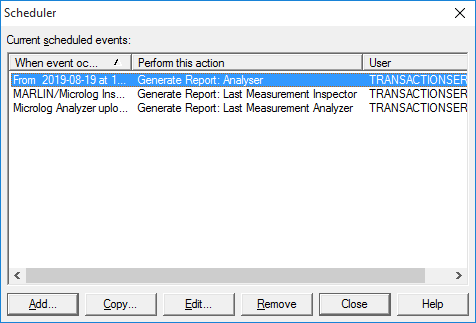 Scheduler
Current scheduled events:
When event oc... Perform this action User
From 2019-08-19 at 1... Generate Report: Analyser TRANSACTIONSER
MARLIN/Microlog Ins... Generate Report: Last Measurement Inspector TRANSACTIONSER
Microlog Analyzer uplo... Generate Report: Last Measurement Analyzer TRANSACTIONSER
Add... Copy... Edit... Remove Close Help